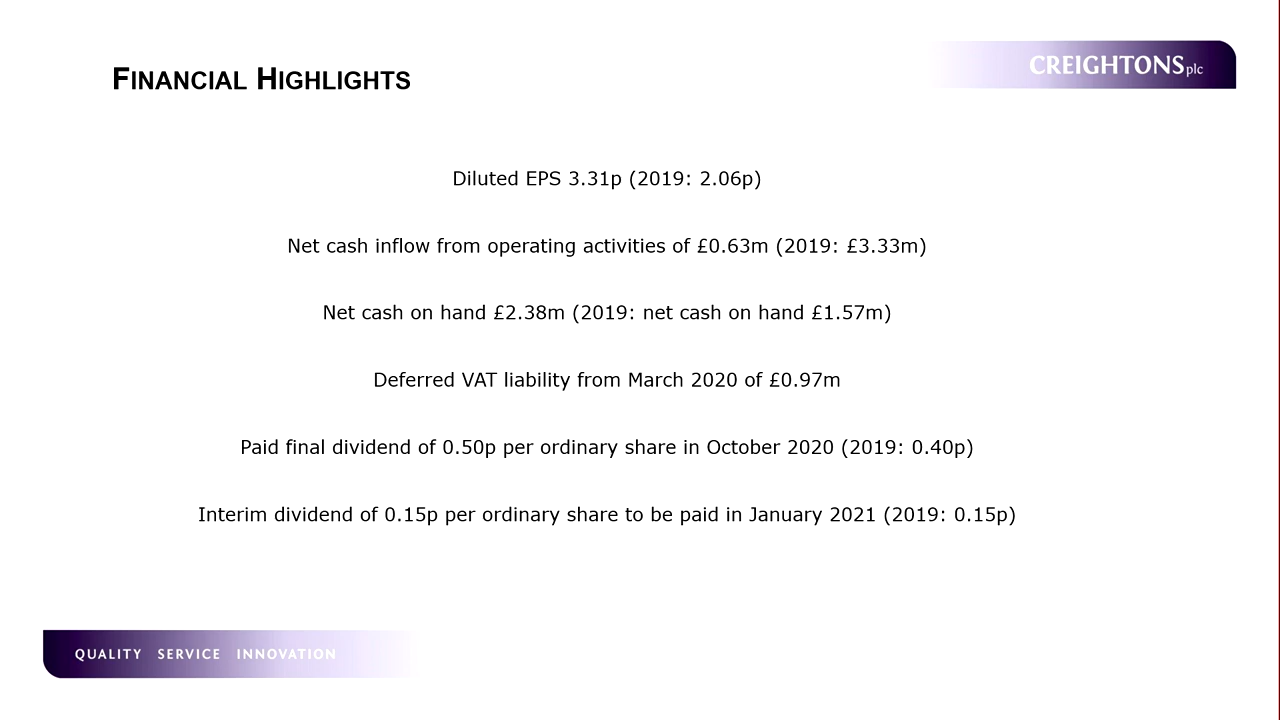 FINANCIAL HIGHLIGHTS
CREIGHTONS plc
Diluted EPS 3.31p (2019: 2.06p)
Net cash inflow from operating activities of £0.63m (2019: £3.33m)
Net cash on hand £2.38m (2019: net cash on hand £1.57m)
Deferred VAT liability from March 2020 of £0.97m
Paid final dividend of 0.50p per ordinary share in October 2020 (2019: 0.40p)
Interim dividend of 0.15p per ordinary share to be paid in January 2021 (2019: 0.15p)
QUALITY SERVICE INNOVATION